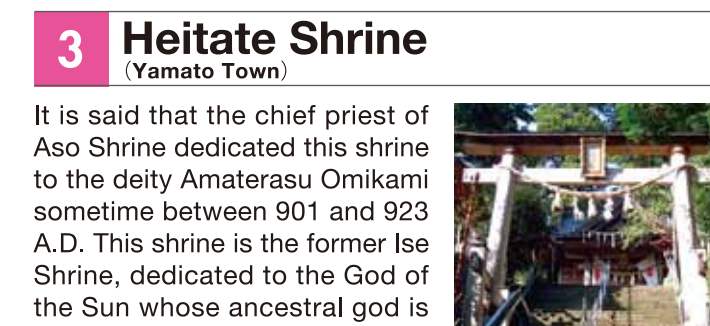 3 Heitate Shrine
(Yamato Town)
It is said that the chief priest of
Aso Shrine dedicated this shrine
to the deity Amaterasu Omikami
sometime between 901 and 923
A.D. This shrine is the former Ise
Shrine, dedicated to the God of
the Sun whose ancestral god is